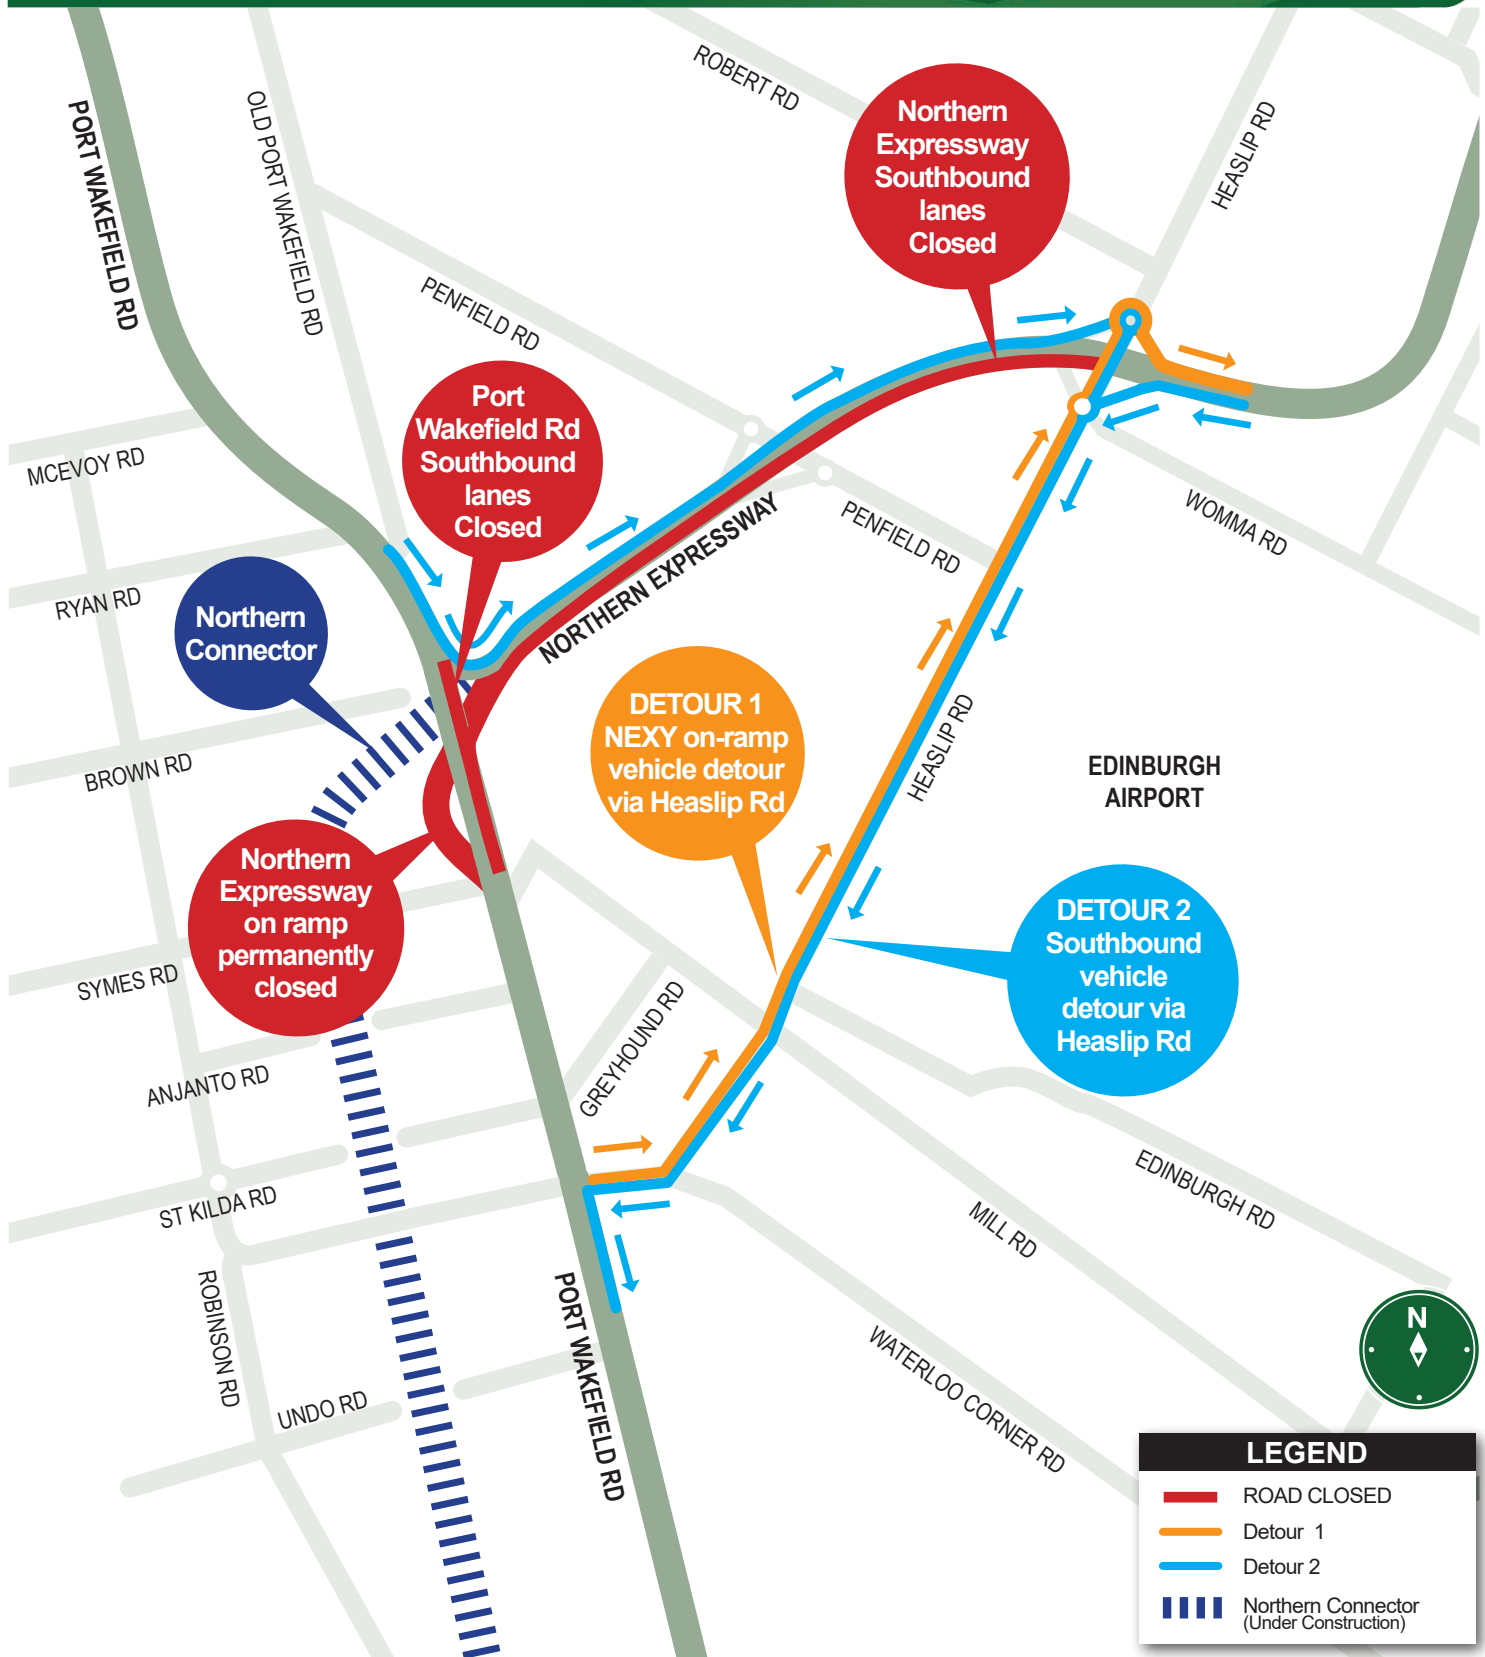 ROBERT RD
HEASLIP RD
Northern
Expressway
Southbound
lanes
Closed
PORT WAKEFIELD RD
OLD PORT WAKEFIELD RD
PENFIELD RD
Port
Wakefield Rd
Southbound
lanes
Closed
MCEVOY RD
NORTHERN EXPRESSWAY
PENFIELD RD
WOMMA RD
RYAN RD
Northern
Connector
DETOUR 1
NEXY on-ramp
vehicle detour
via Heaslip Rd
HEASLIP RD
BROWN RD
EDINBURGH
AIRPORT
Northern
Expressway
on ramp
permanently
closed
DETOUR 2
Southbound
vehicle
detour via
Heaslip Rd
SYMES RD
GREYHOUND RD
ANJANTO RD
ST KILDA RD
EDINBURGH RD
MILL RD
ROBINSON RD
PORT WAKEFIELD RD
WATERLOO CORNER RD
UNDO RD
N
LEGEND
ROAD CLOSED
Detour 1
Detour 2
Northern Connector
(Under Construction)